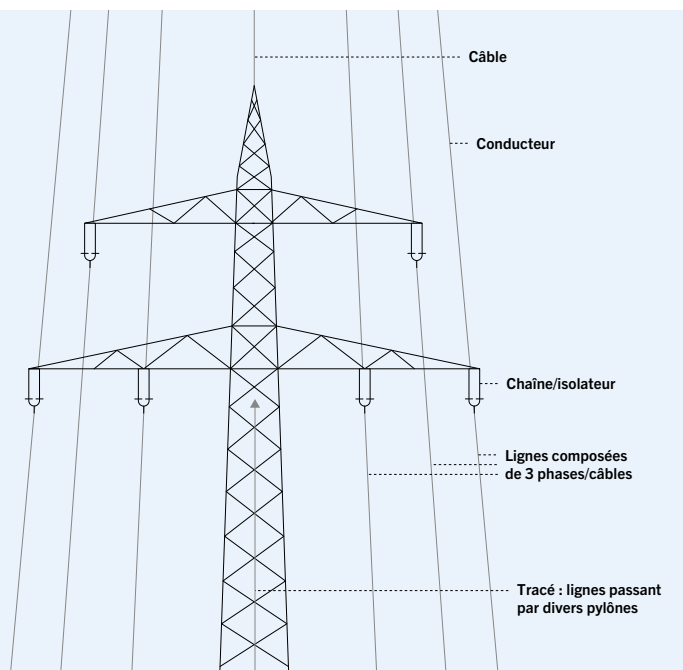 Câble
Conducteur
Chaîne/isolateur
Lignes composées
de 3 phases/câbles
Tracé : lignes passant
par divers pylônes